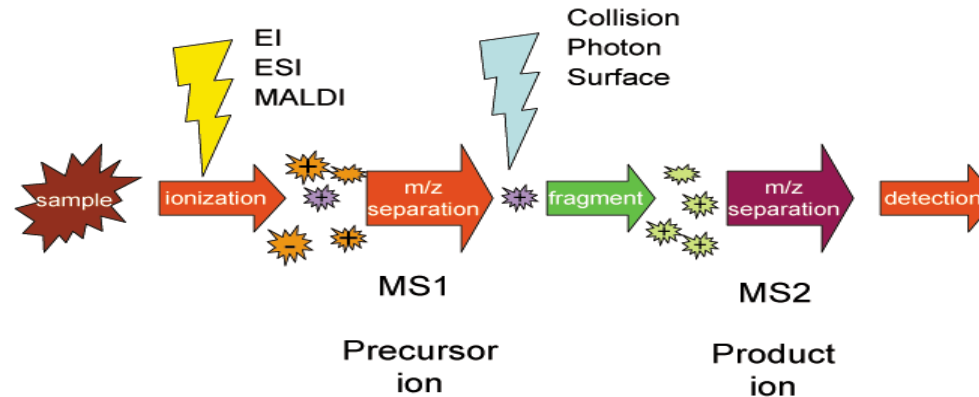 EI
ESI
MALDI
Collision
Photon
Surface
sample
ionization
+
+
-
+
m/z
separation
+
fragment
+
+
+
m/z
separation
detection
MS1
MS2
Precursor
ion
Product
ion